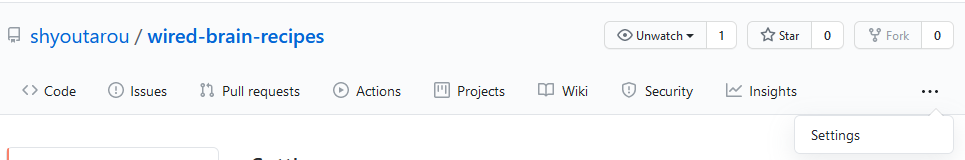 shyoutarou / wired-brain-recipes
Unwatch 1 Star 0 Fork 0
Code Issues Pull requests Actions Projects Wiki Security Insights ...
Settings